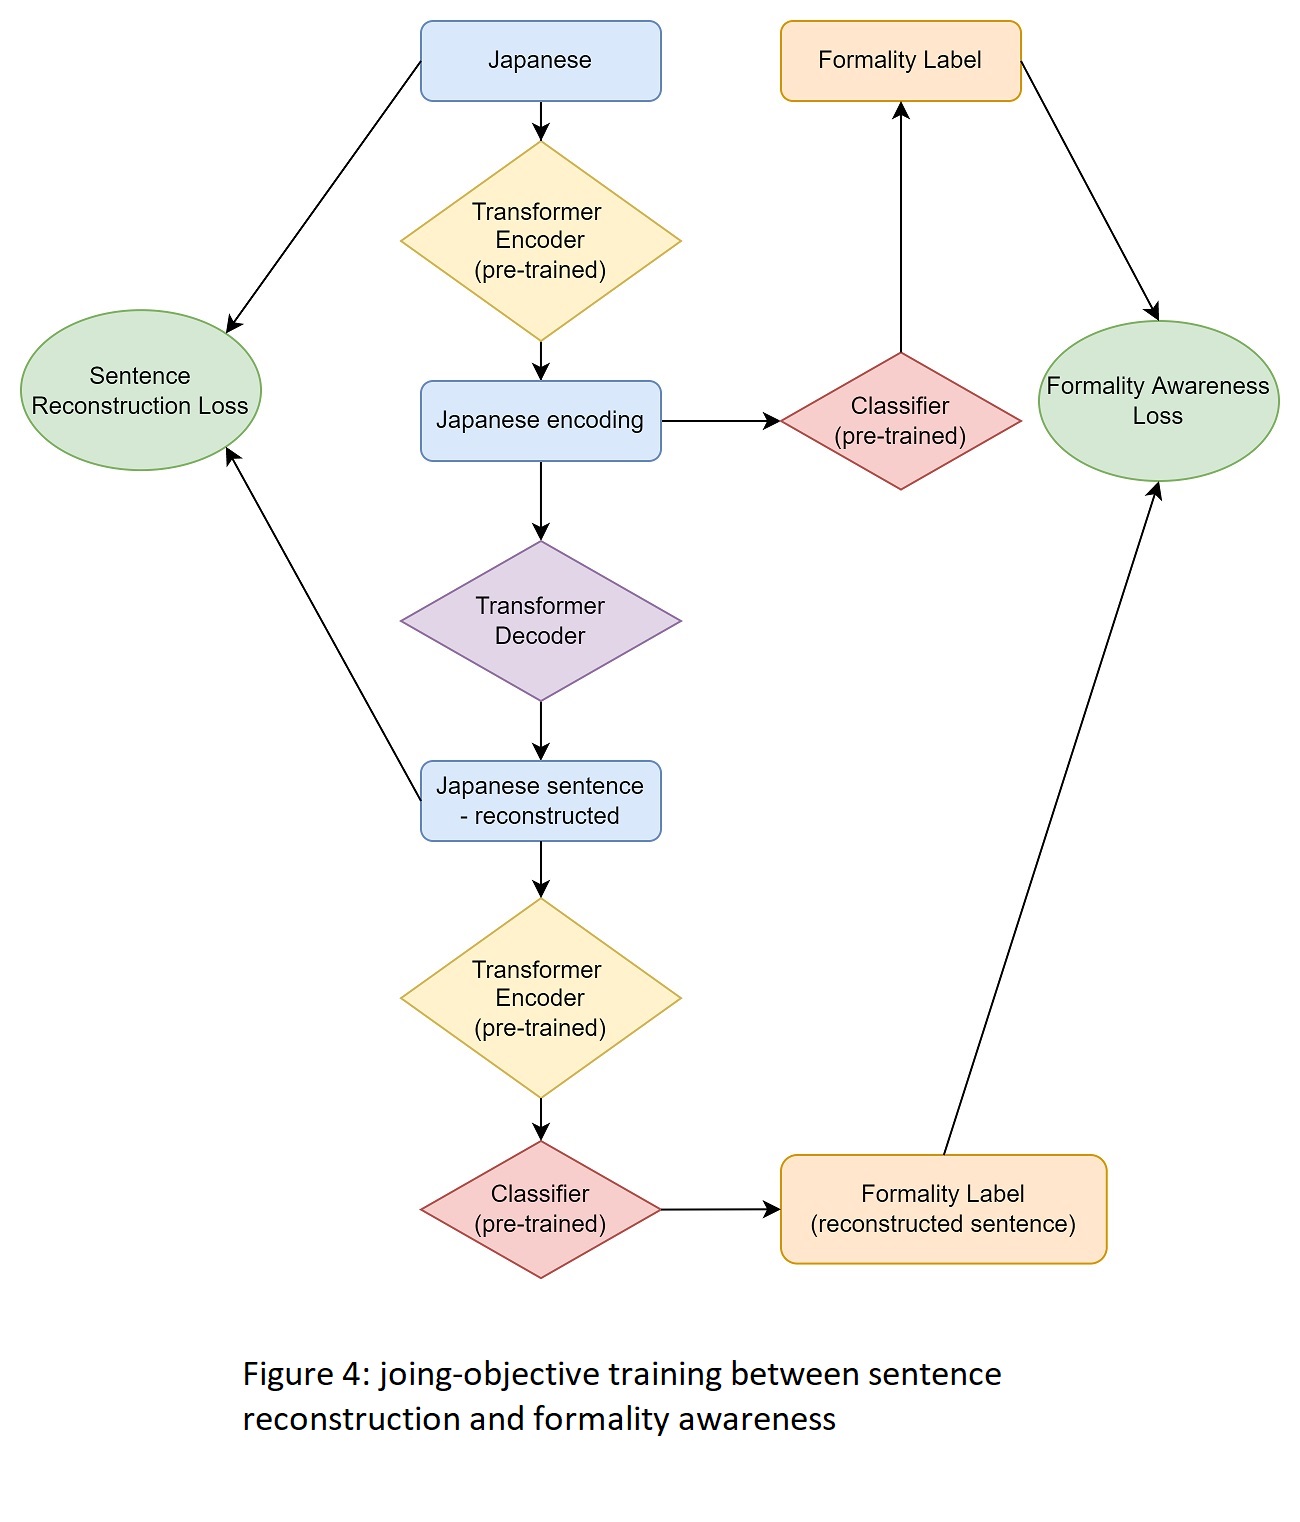 Japanese
Formality Label
Transformer
Encoder
(pre-trained)
Sentence
Reconstruction Loss
Japanese encoding
Classifier
(pre-trained)
Formality Awareness
Loss
Transformer
Decoder
Japanese sentence
- reconstructed
Transformer
Encoder
(pre-trained)
Classifier
(pre-trained)
Formality Label
(reconstructed sentence)
Figure 4: joing-objective training between sentence
reconstruction and formality awareness